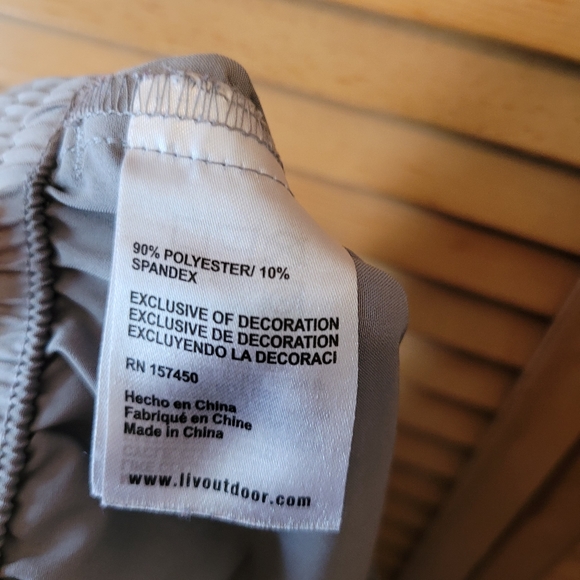 90% POLYESTER/ 10%
SPANDEX
EXCLUSIVE OF DECORATION
EXCLUSIVE DE DECORATION
EXCLUYENDO LA DECORACI
RN 157450
Hecho en China
Fabriqué en Chine
Made in China
www.livoutdoor.com